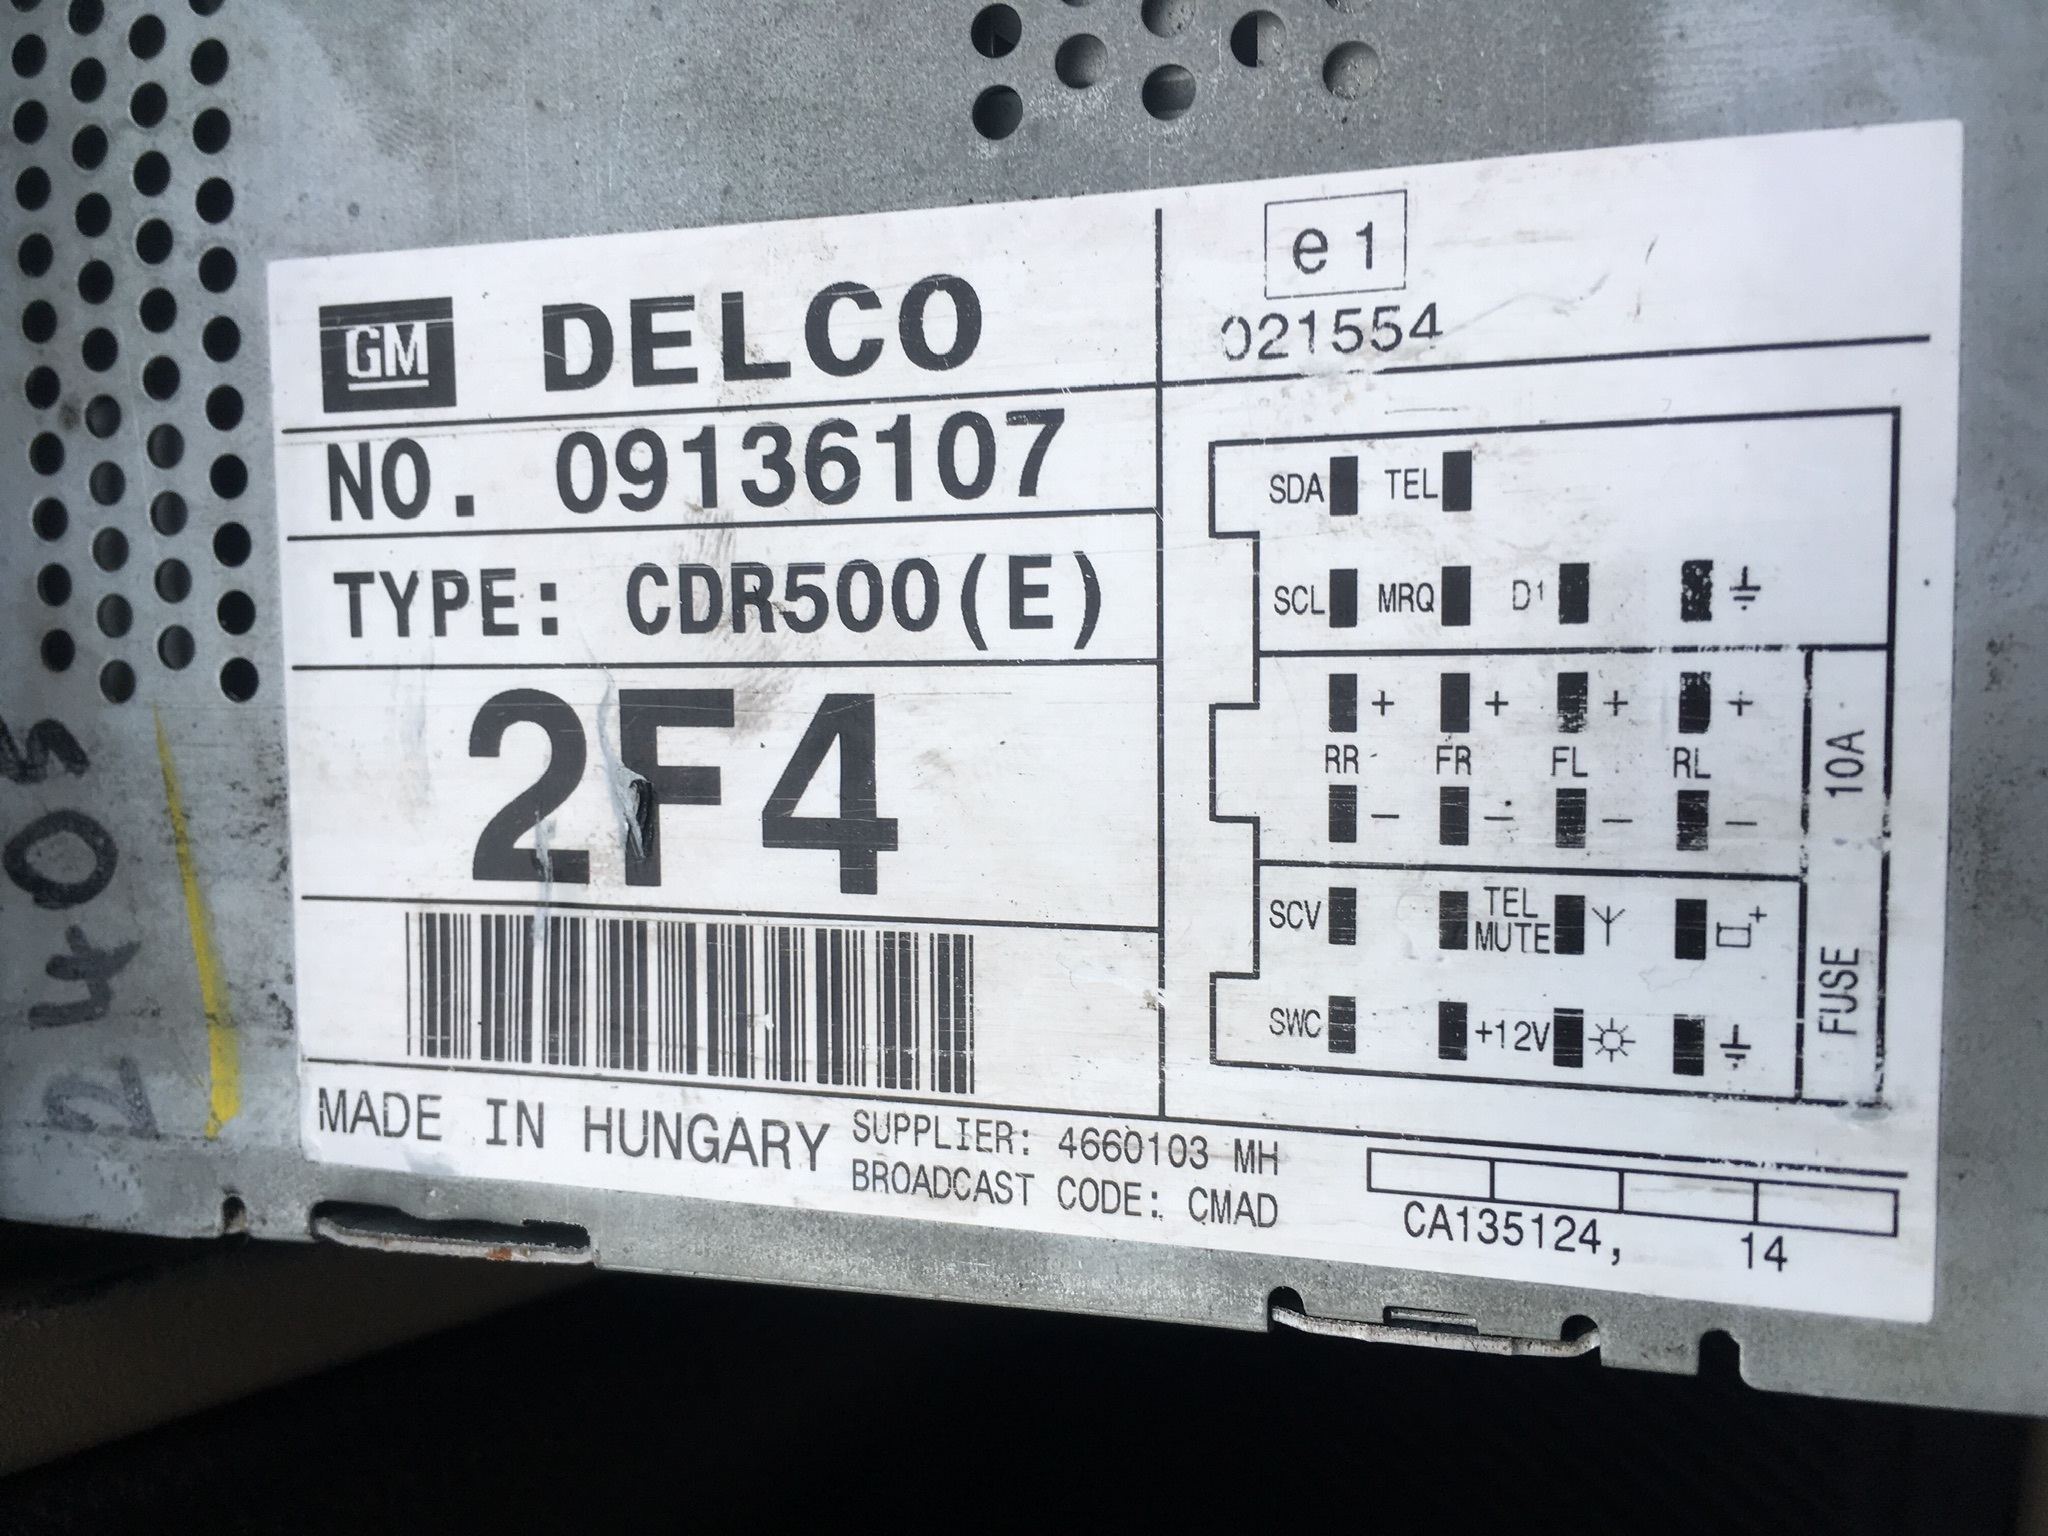 GM DELCO
NO. 09136107
TYPE: CDR500(E)
2F4
MADE IN HUNGARY
SUPPLIER: 4660103 MH
BROADCAST CODE: CMAD
e1
021554
SDA TEL
SCL MRQ D1
+ + + +
RR FR FL RL
- - - -
SCV TEL MUTE +
SWC +12V
FUSE 10A
CA135124, 14
2405